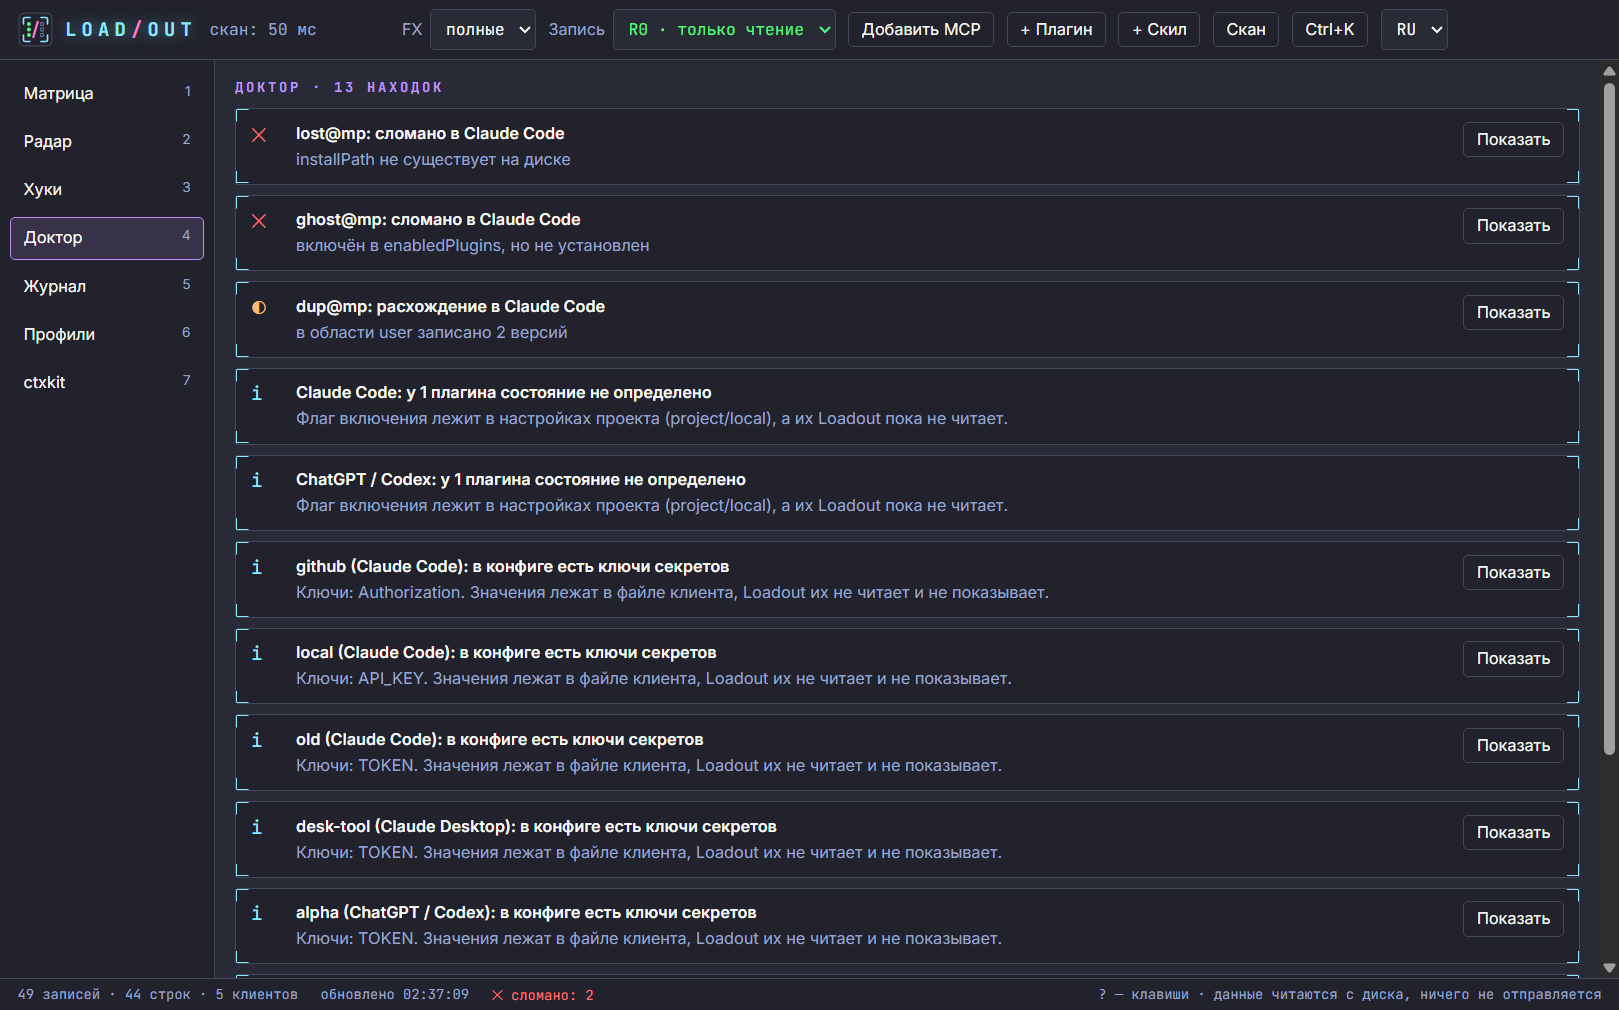 LOAD/OUT скан: 50 мс FX полные Запись R0 · только чтение Добавить MCP + Плагин + Скил Скан Ctrl+K RU
Матрица 1
Радар 2
Хуки 3
Доктор 4
Журнал 5
Профили 6
ctxkit 7
ДОКТОР · 13 НАХОДОК
lost@mp: сломано в Claude Code
installPath не существует на диске
Показать
ghost@mp: сломано в Claude Code
включён в enabledPlugins, но не установлен
Показать
dup@mp: расхождение в Claude Code
в области user записано 2 версий
Показать
i Claude Code: у 1 плагина состояние не определено
Флаг включения лежит в настройках проекта (project/local), а их Loadout пока не читает.
i ChatGPT / Codex: у 1 плагина состояние не определено
Флаг включения лежит в настройках проекта (project/local), а их Loadout пока не читает.
i github (Claude Code): в конфиге есть ключи секретов
Ключи: Authorization. Значения лежат в файле клиента, Loadout их не читает и не показывает.
Показать
i local (Claude Code): в конфиге есть ключи секретов
Ключи: API_KEY. Значения лежат в файле клиента, Loadout их не читает и не показывает.
Показать
i old (Claude Code): в конфиге есть ключи секретов
Ключи: TOKEN. Значения лежат в файле клиента, Loadout их не читает и не показывает.
Показать
i desk-tool (Claude Desktop): в конфиге есть ключи секретов
Ключи: TOKEN. Значения лежат в файле клиента, Loadout их не читает и не показывает.
Показать
i alpha (ChatGPT / Codex): в конфиге есть ключи секретов
Ключи: TOKEN. Значения лежат в файле клиента, Loadout их не читает и не показывает.
Показать
49 записей · 44 строк · 5 клиентов обновлено 02:37:09 сломано: 2 ? — клавиши · данные читаются с диска, ничего не отправляется